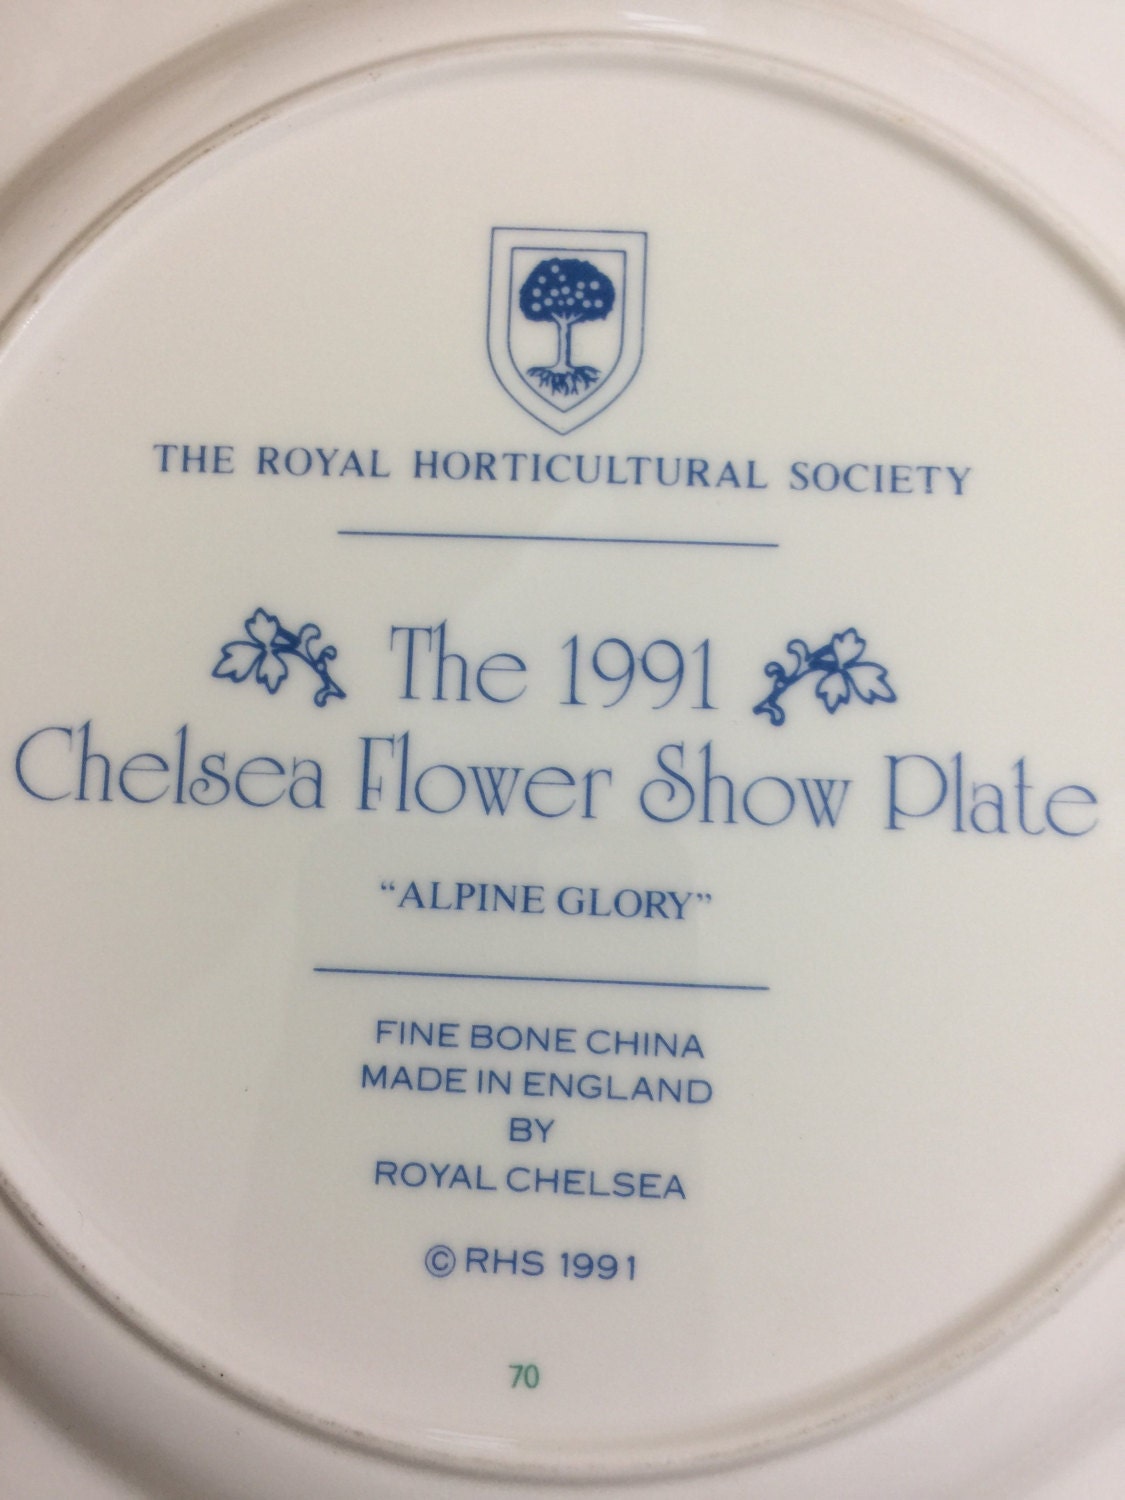 THE ROYAL HORTICULTURAL SOCIETY
The 1991
Chelsea Flower Show Plate
“ALPINE GLORY”
FINE BONE CHINA
MADE IN ENGLAND
BY
ROYAL CHELSEA
© RHS 1991
70